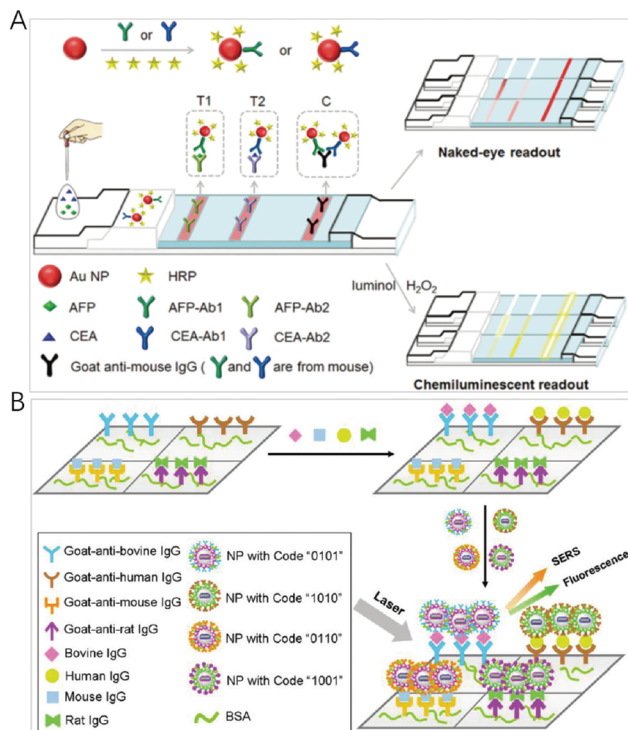 A
or
or
T1
T2
C
Naked-eye readout
Au NP
HRP
luminol H₂O₂
AFP
AFP-Ab1
AFP-Ab2
CEA
CEA-Ab1
CEA-Ab2
Goat anti-mouse IgG ( and are from mouse)
Chemiluminescent readout
B
Goat-anti-bovine IgG
Goat-anti-human IgG
Goat-anti-mouse IgG
Goat-anti-rat IgG
Bovine IgG
Human IgG
Mouse IgG
Rat IgG
NP with Code "0101"
NP with Code "1010"
NP with Code "0110"
NP with Code "1001"
BSA
Laser
SERS
Fluorescence